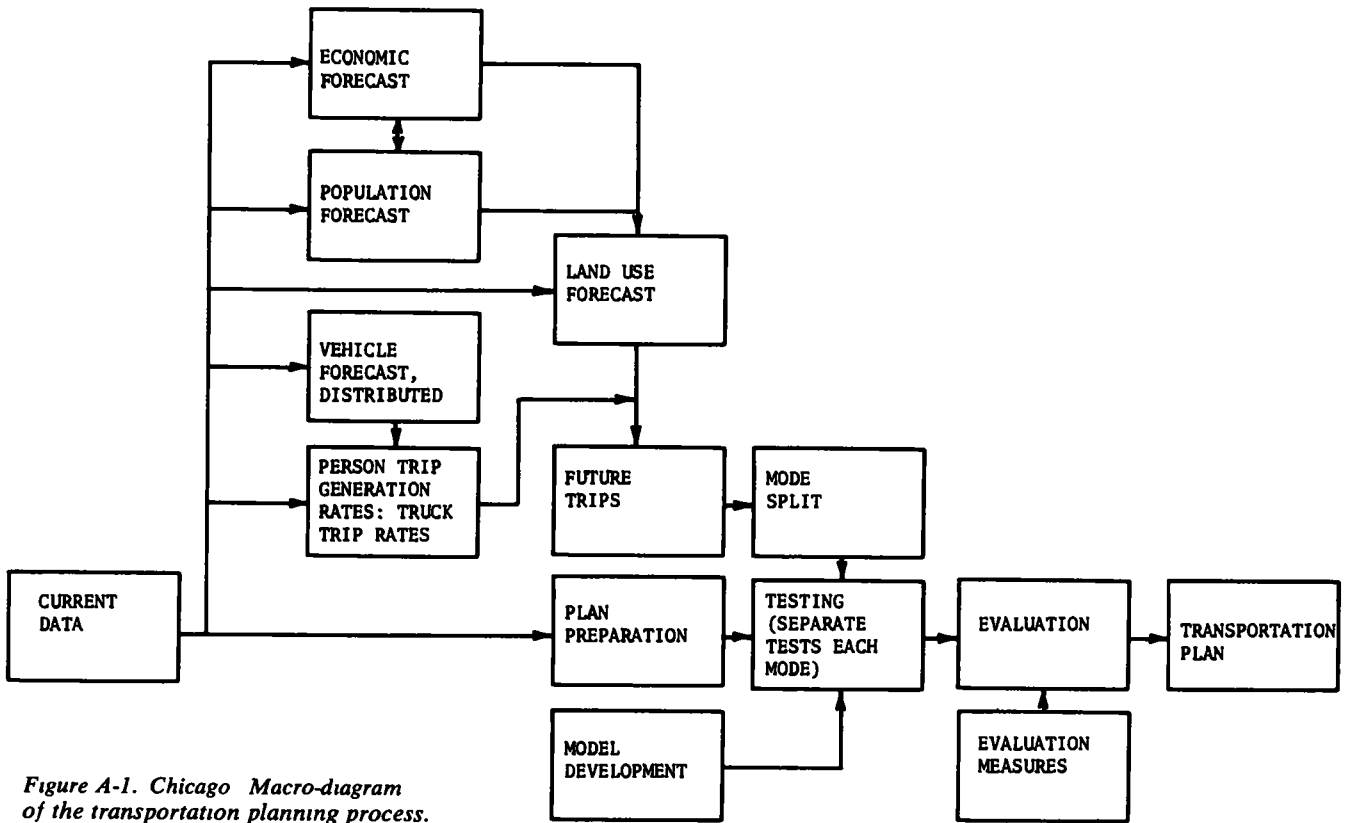 ECONOMIC
FORECAST
POPULATION
FORECAST
LAND USE
FORECAST
VEHICLE
FORECAST,
DISTRIBUTED
PERSON TRIP
GENERATION
RATES: TRUCK
TRIP RATES
FUTURE
TRIPS
MODE
SPLIT
CURRENT
DATA
PLAN
PREPARATION
TESTING
(SEPARATE
TESTS EACH
MODE)
EVALUATION
TRANSPORTATION
PLAN
MODEL
DEVELOPMENT
EVALUATION
MEASURES
Figure A-1. Chicago Macro-diagram
of the transportation planning process.